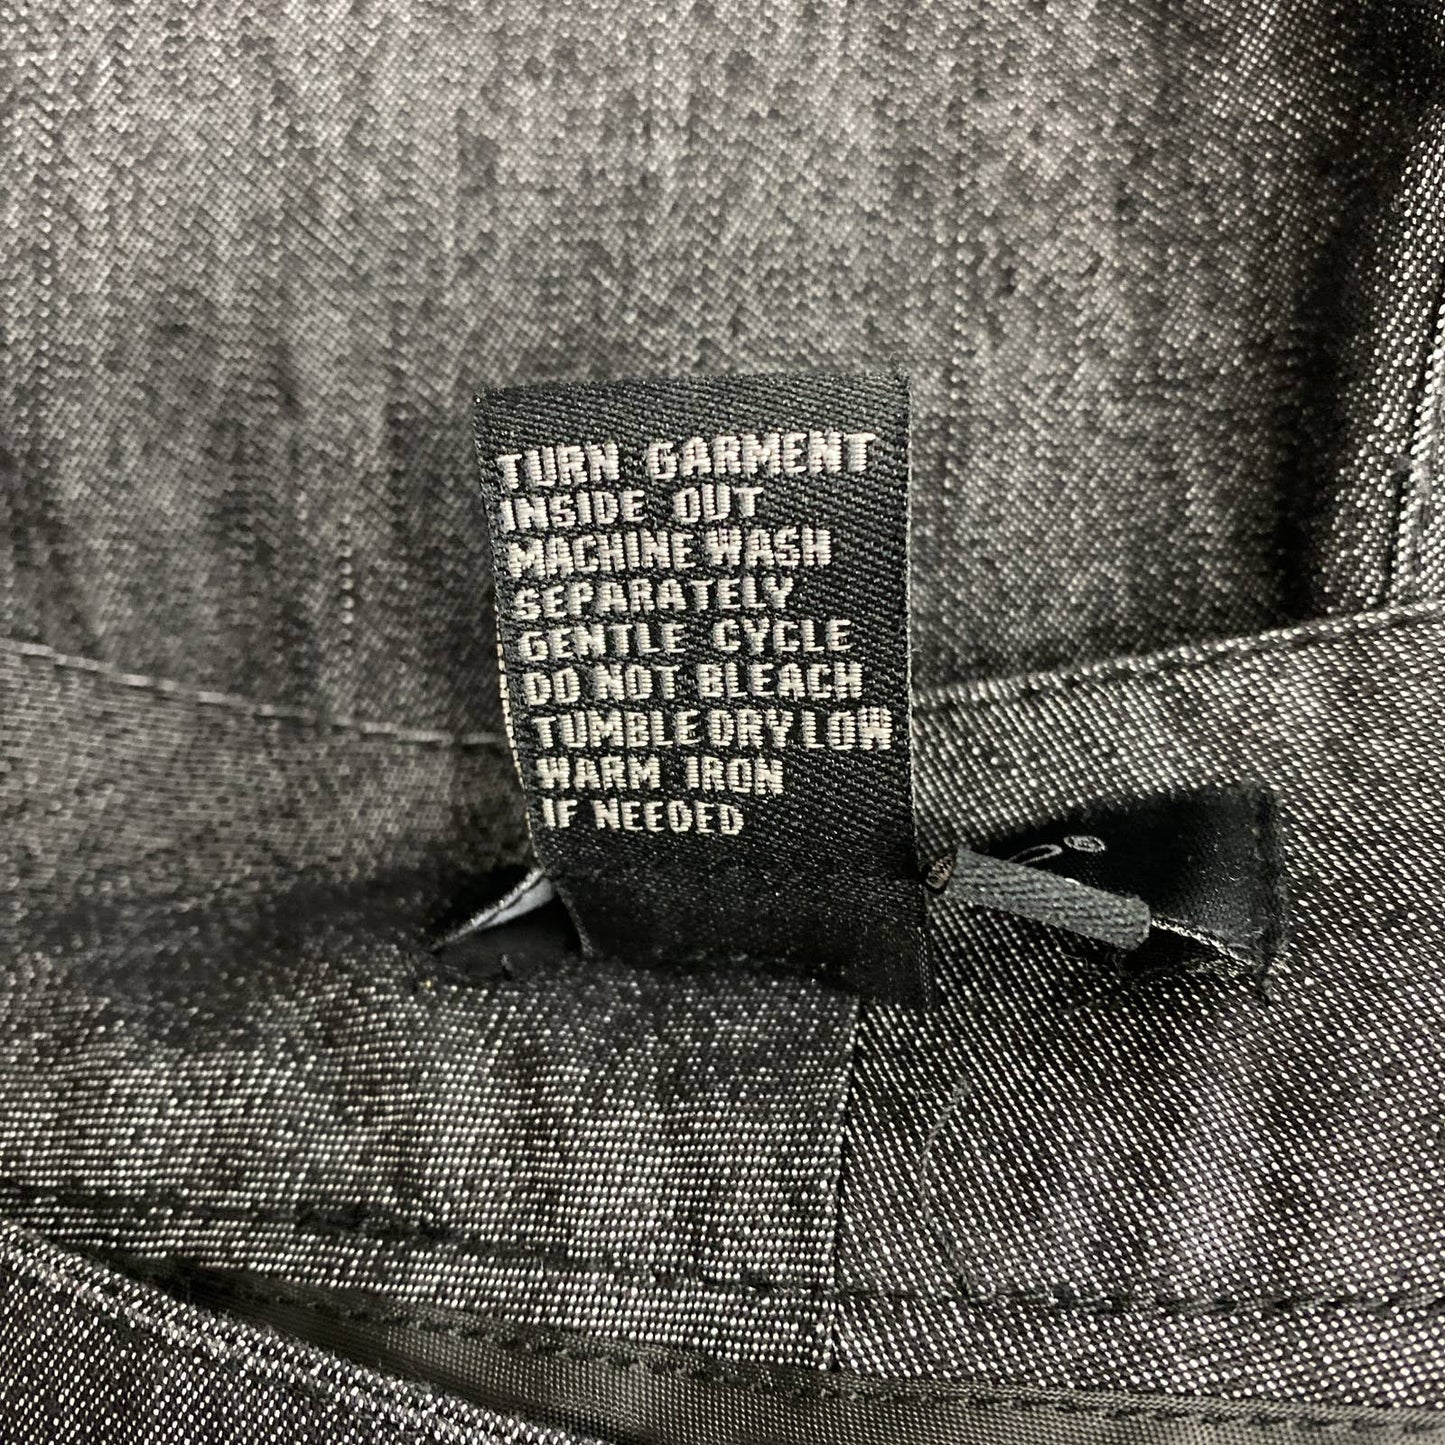 TURN GARMENT
INSIDE OUT
MACHINE WASH
SEPARATELY
GENTLE CYCLE
DO NOT BLEACH
TUMBLE DRY LOW
WARM IRON
IF NEEDED